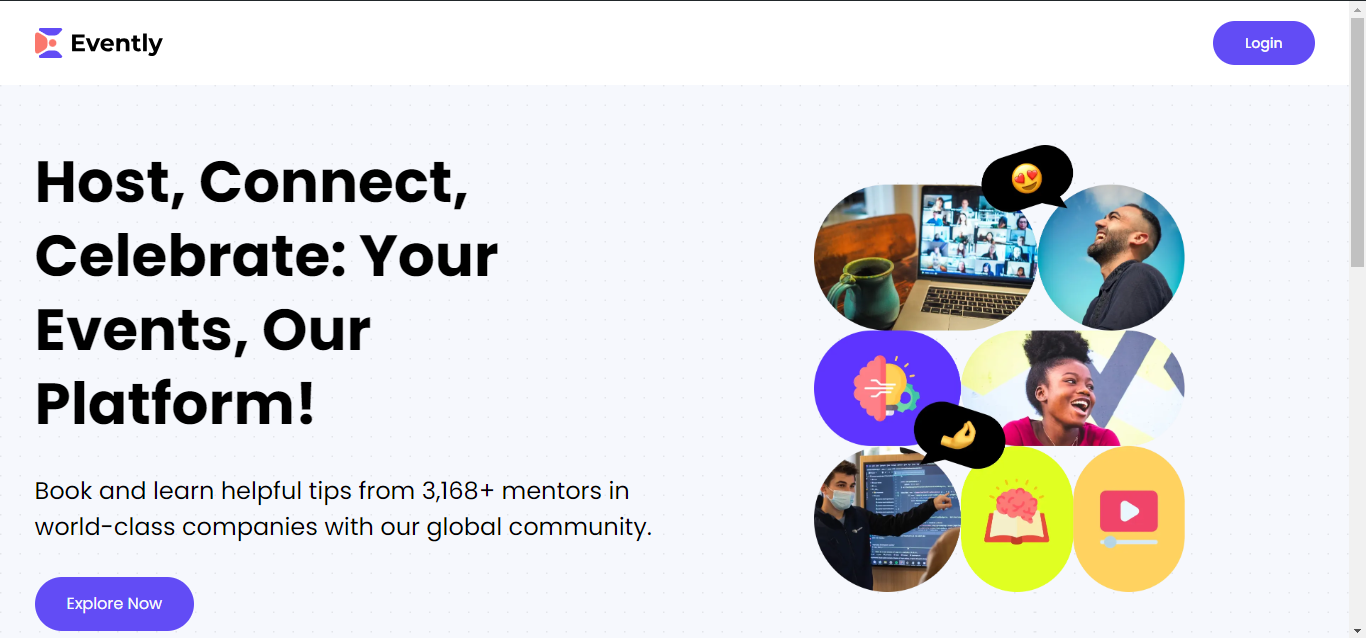 Evently
Login
Host, Connect,
Celebrate: Your
Events, Our
Platform!
Book and learn helpful tips from 3,168+ mentors in
world-class companies with our global community.
Explore Now